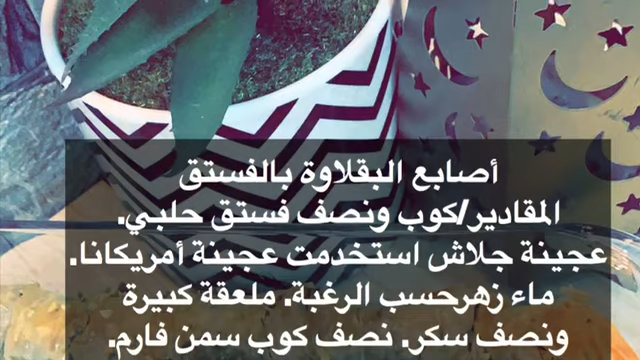 أصابع البقلاوة بالفستق
المقادير/كوب ونصف فستق حلبي.
عجينة جلاش استخدمت عجينة أمريكانا.
ماء زهرحسب الرغبة. ملعقة كبيرة
ونصف سكر. نصف كوب سمن فارم.